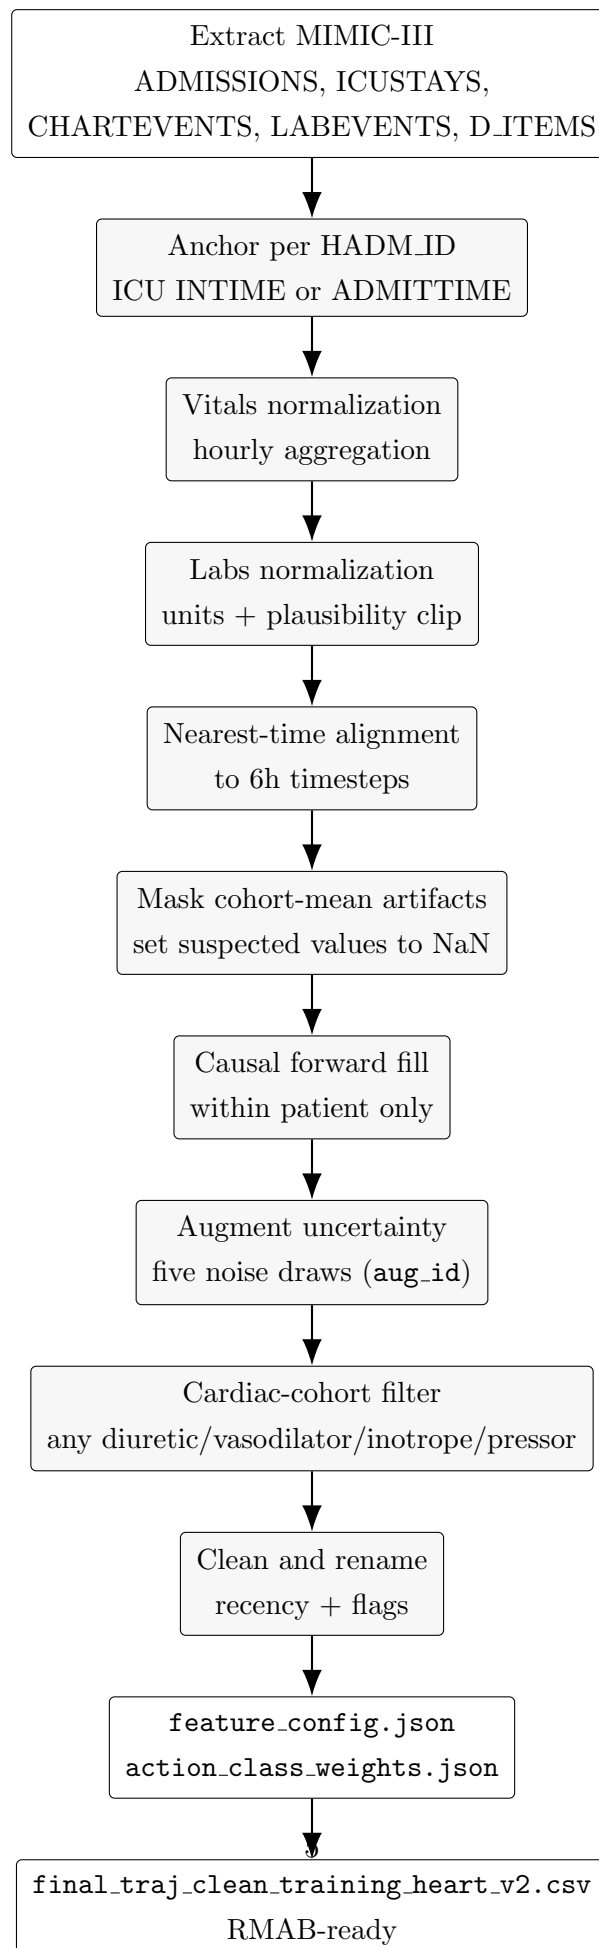 Extract MIMIC-III
ADMISSIONS, ICUSTAYS,
CHARTEVENTS, LABEVENTS, D_ITEMS
Anchor per HADM_ID
ICU INTIME or ADMITTIME
Vitals normalization
hourly aggregation
Labs normalization
units + plausibility clip
Nearest-time alignment
to 6h timesteps
Mask cohort-mean artifacts
set suspected values to NaN
Causal forward fill
within patient only
Augment uncertainty
five noise draws (aug_id)
Cardiac-cohort filter
any diuretic/vasodilator/inotrope/pressor
Clean and rename
recency + flags
feature_config.json
action_class_weights.json
final_traj_clean_training_heart_v2.csv
RMAB-ready